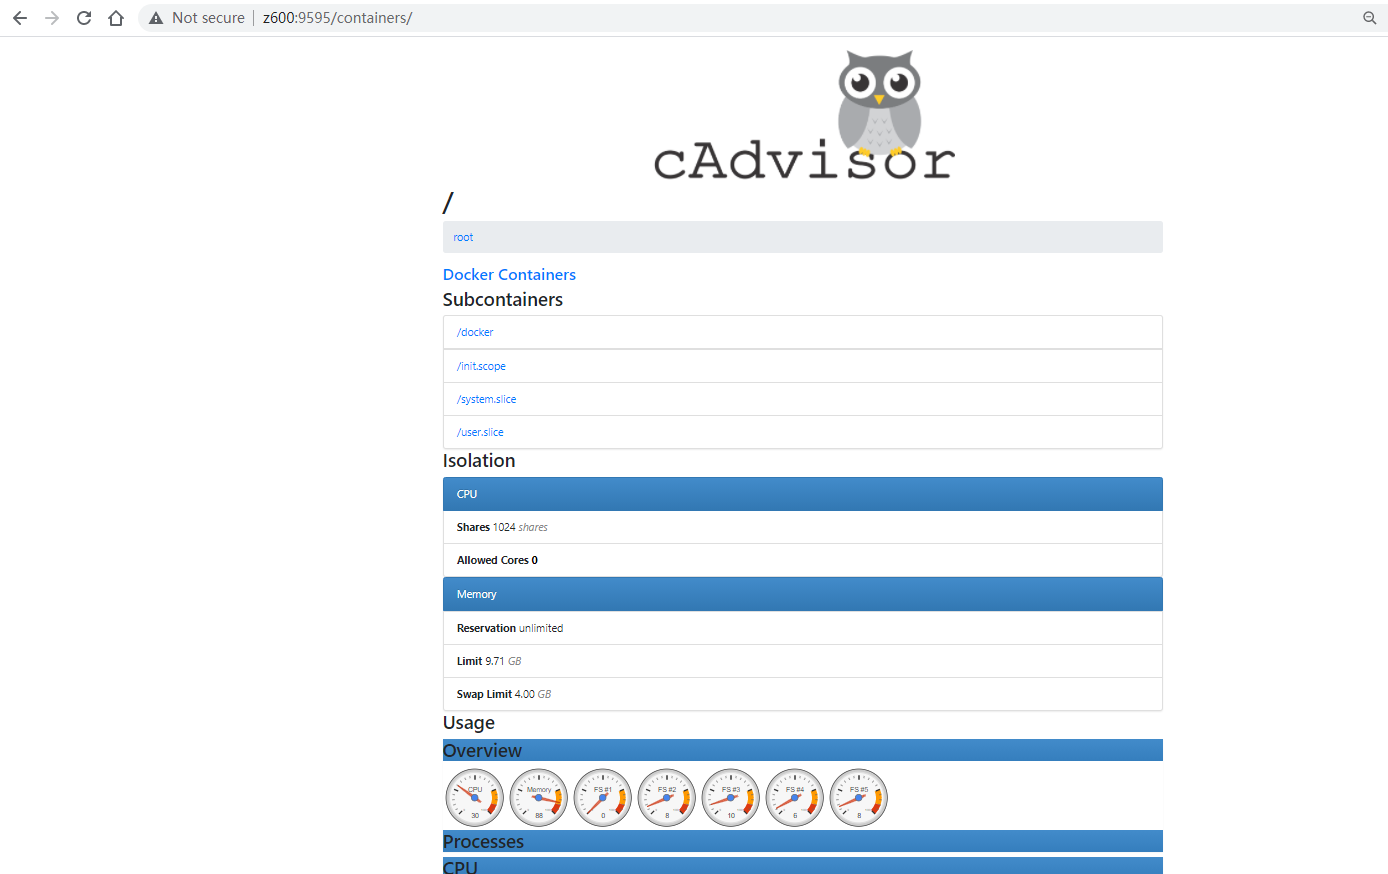 Not secure | z600:9595/containers/
cAdvisor
/
root
Docker Containers
Subcontainers
/docker
/init.scope
/system.slice
/user.slice
Isolation
CPU
Shares 1024 shares
Allowed Cores 0
Memory
Reservation unlimited
Limit 9.71 GB
Swap Limit 4.00 GB
Usage
Overview
CPU Memory FS #1 FS #2 FS #3 FS #4 FS #5
30 88 0 8 10 6 8
Processes
CPU